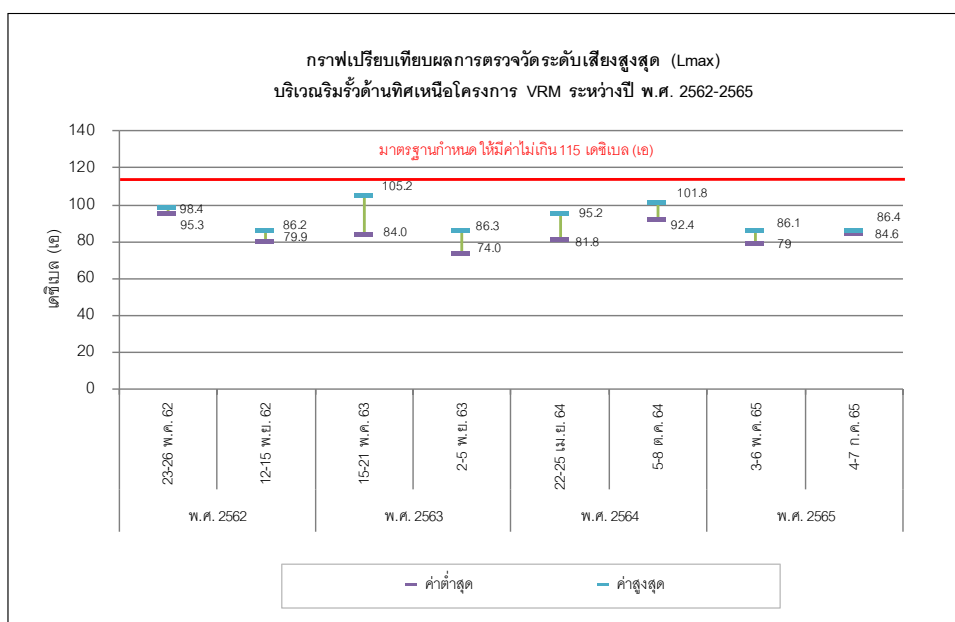 กราฟเปรียบเทียบผลการตรวจวัดระดับเสียงสูงสุด (Lmax)
บริเวณริมรั้วด้านทิศเหนือโครงการ VRM ระหว่างปี พ.ศ. 2562-2565
เดซิเบล (เอ)
140
120
100
80
60
40
20
0
มาตรฐานกำหนด ให้มีค่าไม่เกิน 115 เดซิเบล (เอ)
98.4
95.3
86.2
79.9
105.2
84.0
86.3
74.0
95.2
81.8
101.8
92.4
86.1
79
86.4
84.6
23-26 พ.ค. 62
12-15 พ.ย. 62
15-21 พ.ค. 63
2-5 พ.ย. 63
22-25 เม.ย. 64
5-8 ต.ค. 64
3-6 พ.ค. 65
4-7 ก.ค. 65
พ.ศ. 2562
พ.ศ. 2563
พ.ศ. 2564
พ.ศ. 2565
ค่าต่ำสุด
ค่าสูงสุด